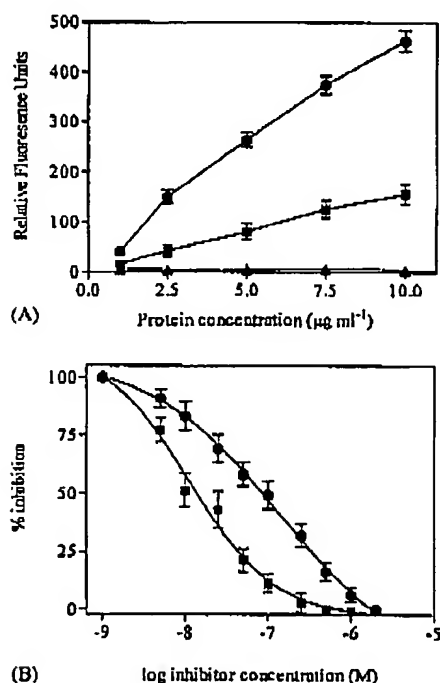 500
400
300
200
100
0
Relative Fluoresence Units
0.0 2.5 5.0 7.5 10.0
(A) Protein concentration (µg ml⁻¹)
100
75
50
25
0
% inhibition
-9 -8 -7 -6 -5
(B) log inhibitor concentration (M)